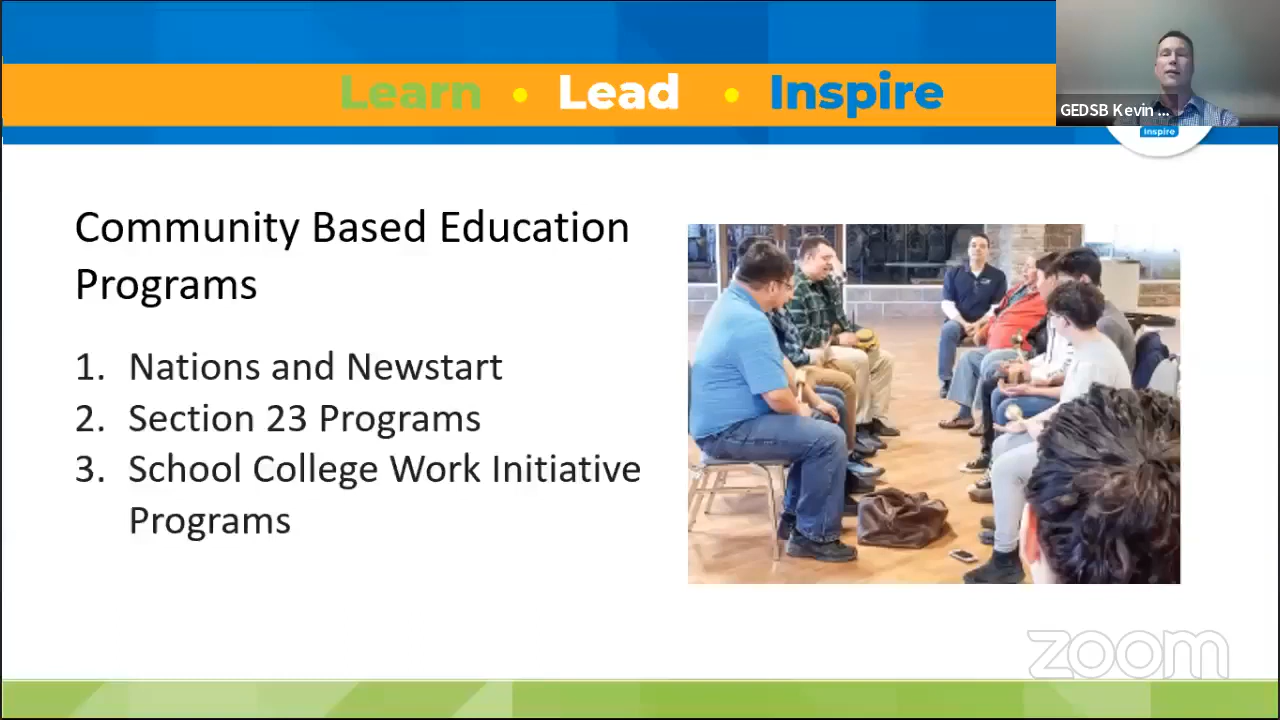 Learn • Lead • Inspire
GEDSB Kevin ...
Inspire
Community Based Education
Programs
1. Nations and Newstart
2. Section 23 Programs
3. School College Work Initiative
Programs
zoom